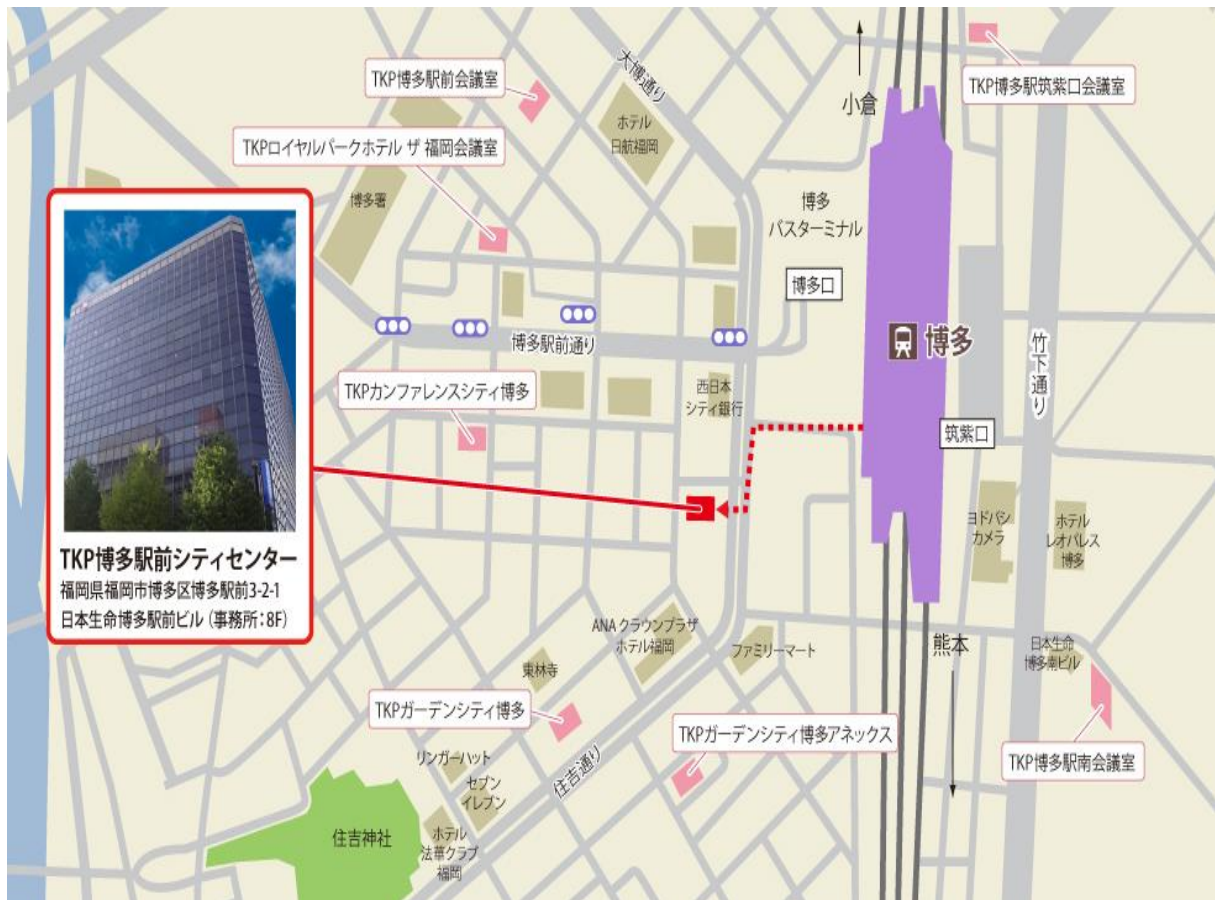 TKP博多駅前会議室
大博通り
小倉
TKP博多駅筑紫口会議室
ホテル
日航福岡
TKPロイヤルパークホテル ザ 福岡会議室
博多署
博多
バスターミナル
博多口
博多駅前通り
博多
竹下通り
TKPカンファレンスシティ博多
西日本
シティ銀行
筑紫口
ヨドバシ
カメラ
ホテル
レオパレス
博多
TKP博多駅前シティセンター
福岡県福岡市博多区博多駅前3-2-1
日本生命博多駅前ビル (事務所:8F)
ANA クラウンプラザ
ホテル福岡
ファミリーマート
熊本
日本生命
博多南ビル
東林寺
TKPガーデンシティ博多
TKPガーデンシティ博多アネックス
TKP博多駅南会議室
リンガーハット
セブン
イレブン
住吉通り
住吉神社
ホテル
法華クラブ
福岡